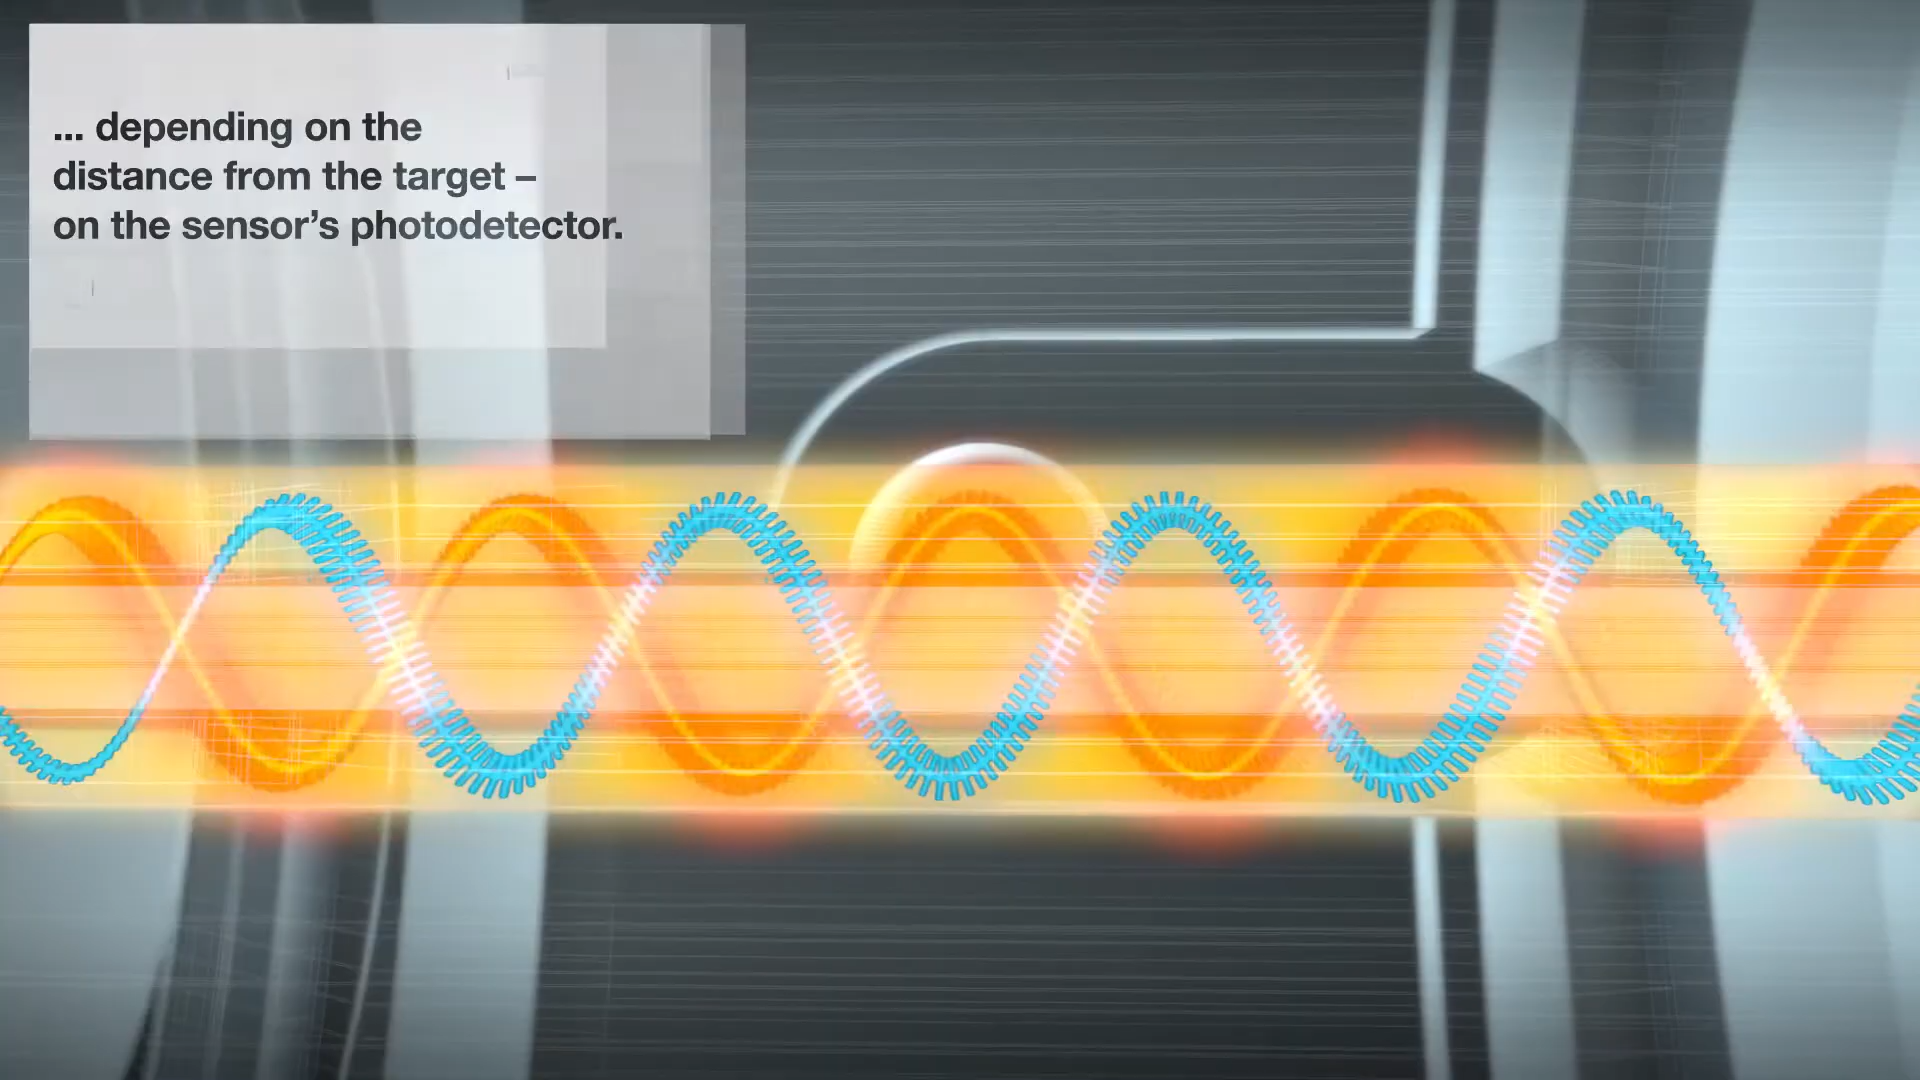 ... depending on the
distance from the target –
on the sensor’s photodetector.